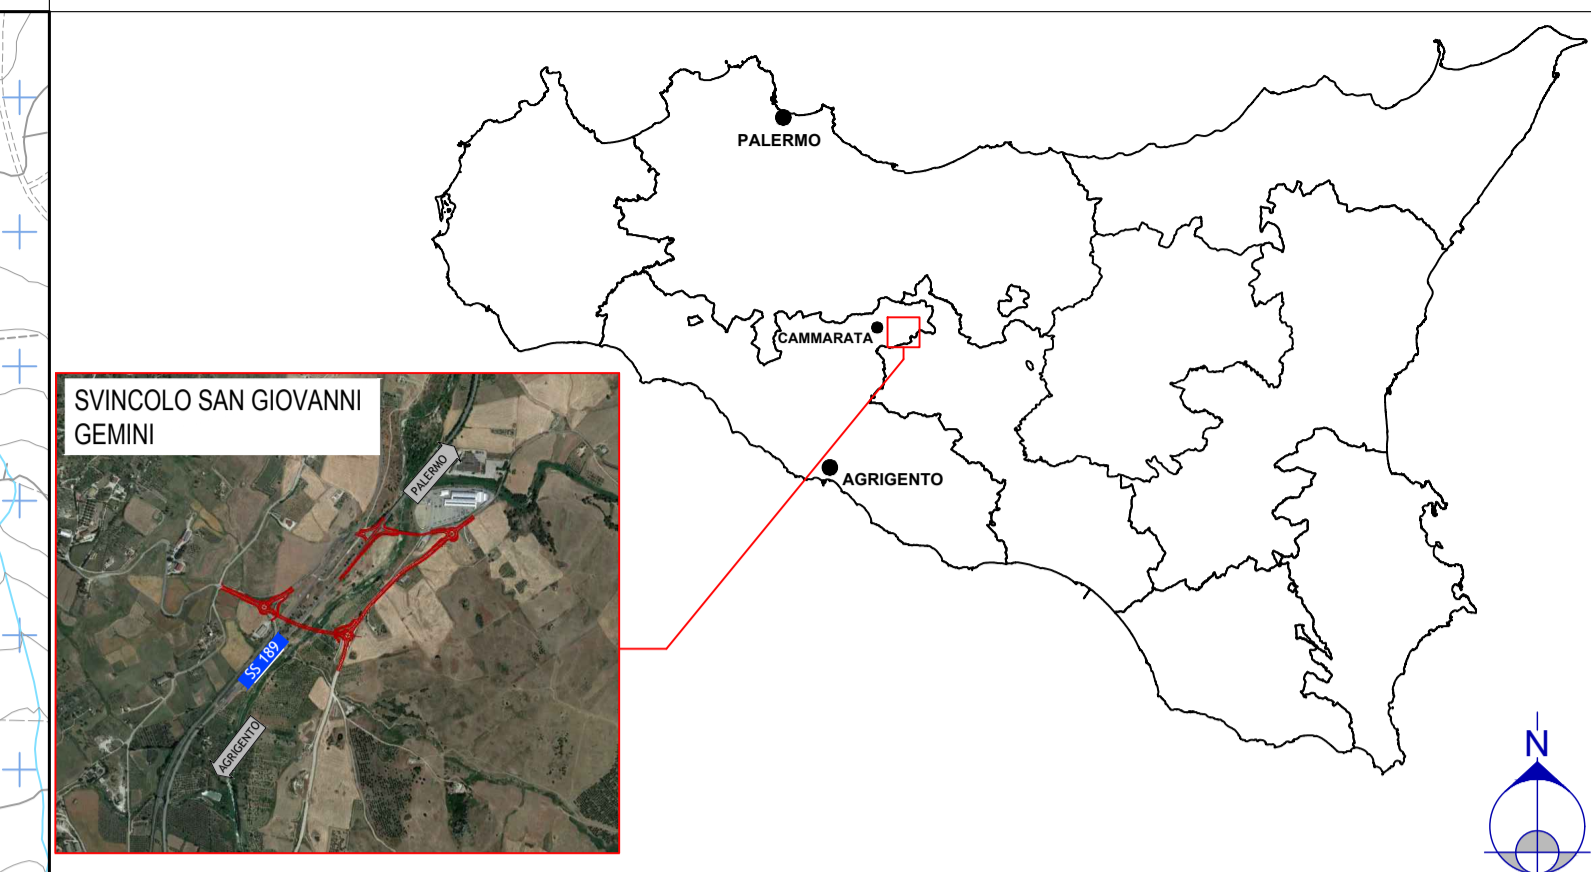 PALERMO
CAMMARATA
AGRIGENTO
SVINCOLO SAN GIOVANNI
GEMINI
PALERMO
SS 189
AGRIGENTO
N